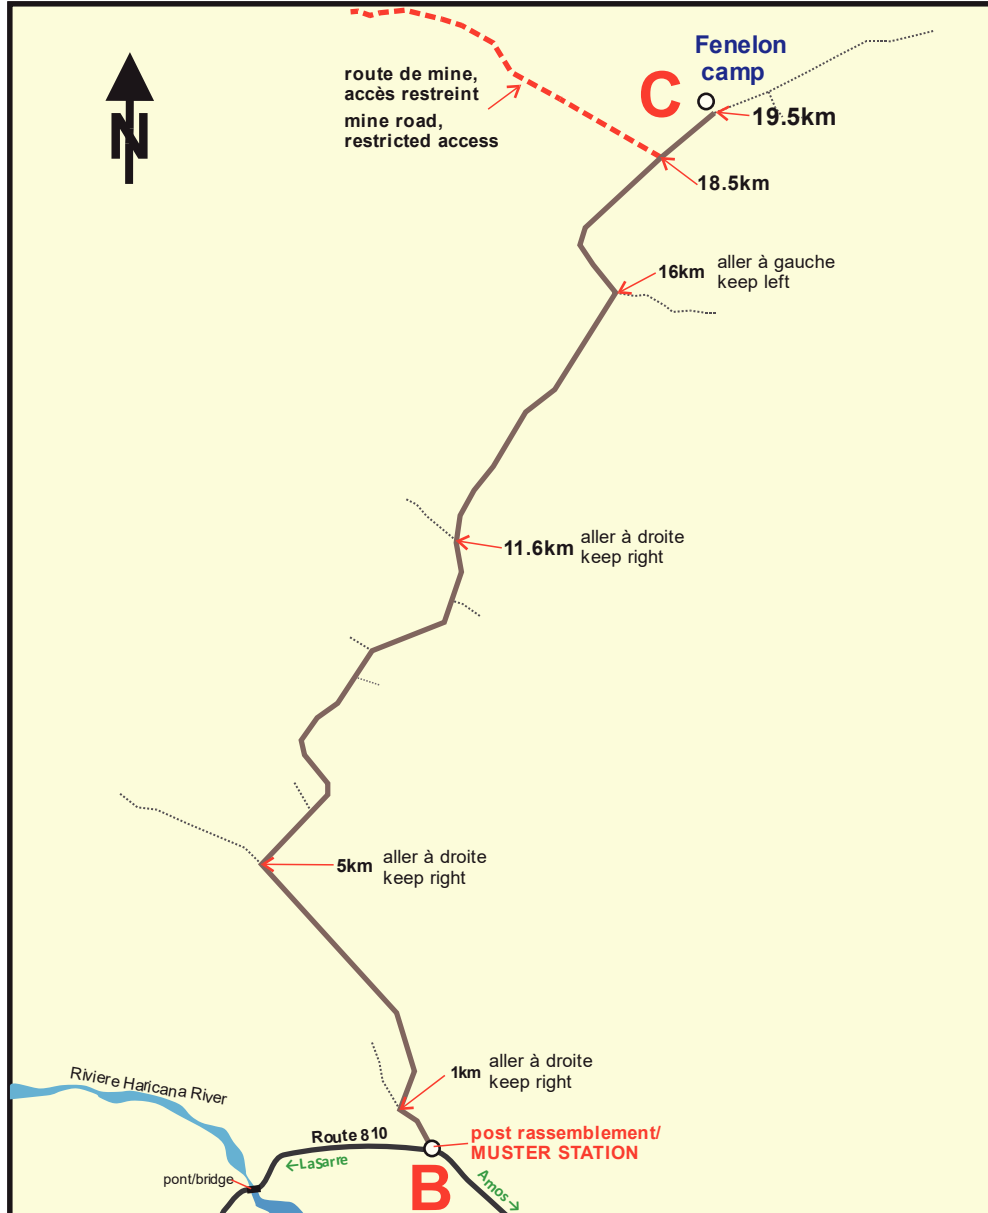 Fenelon
camp
C
N
route de mine,
accès restreint
mine road,
restricted access
19.5km
18.5km
16km
aller à gauche
keep left
11.6km
aller à droite
keep right
5km
aller à droite
keep right
1km
aller à droite
keep right
Riviere Haricana River
Route 810
post rassemblement/
MUSTER STATION
←LaSarre
pont/bridge
B
Amos→